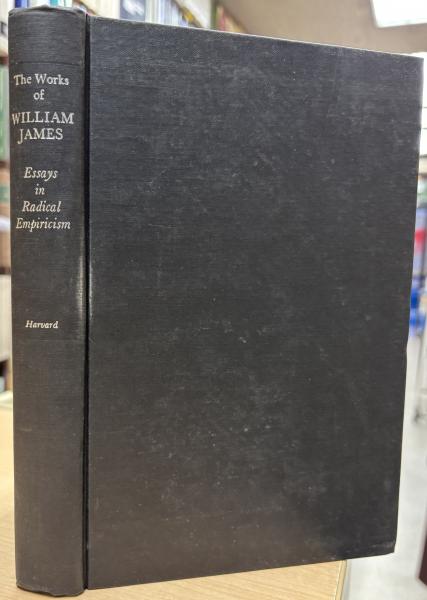 The Works
of
WILLIAM
JAMES
Essays
in
Radical
Empiricism
Harvard